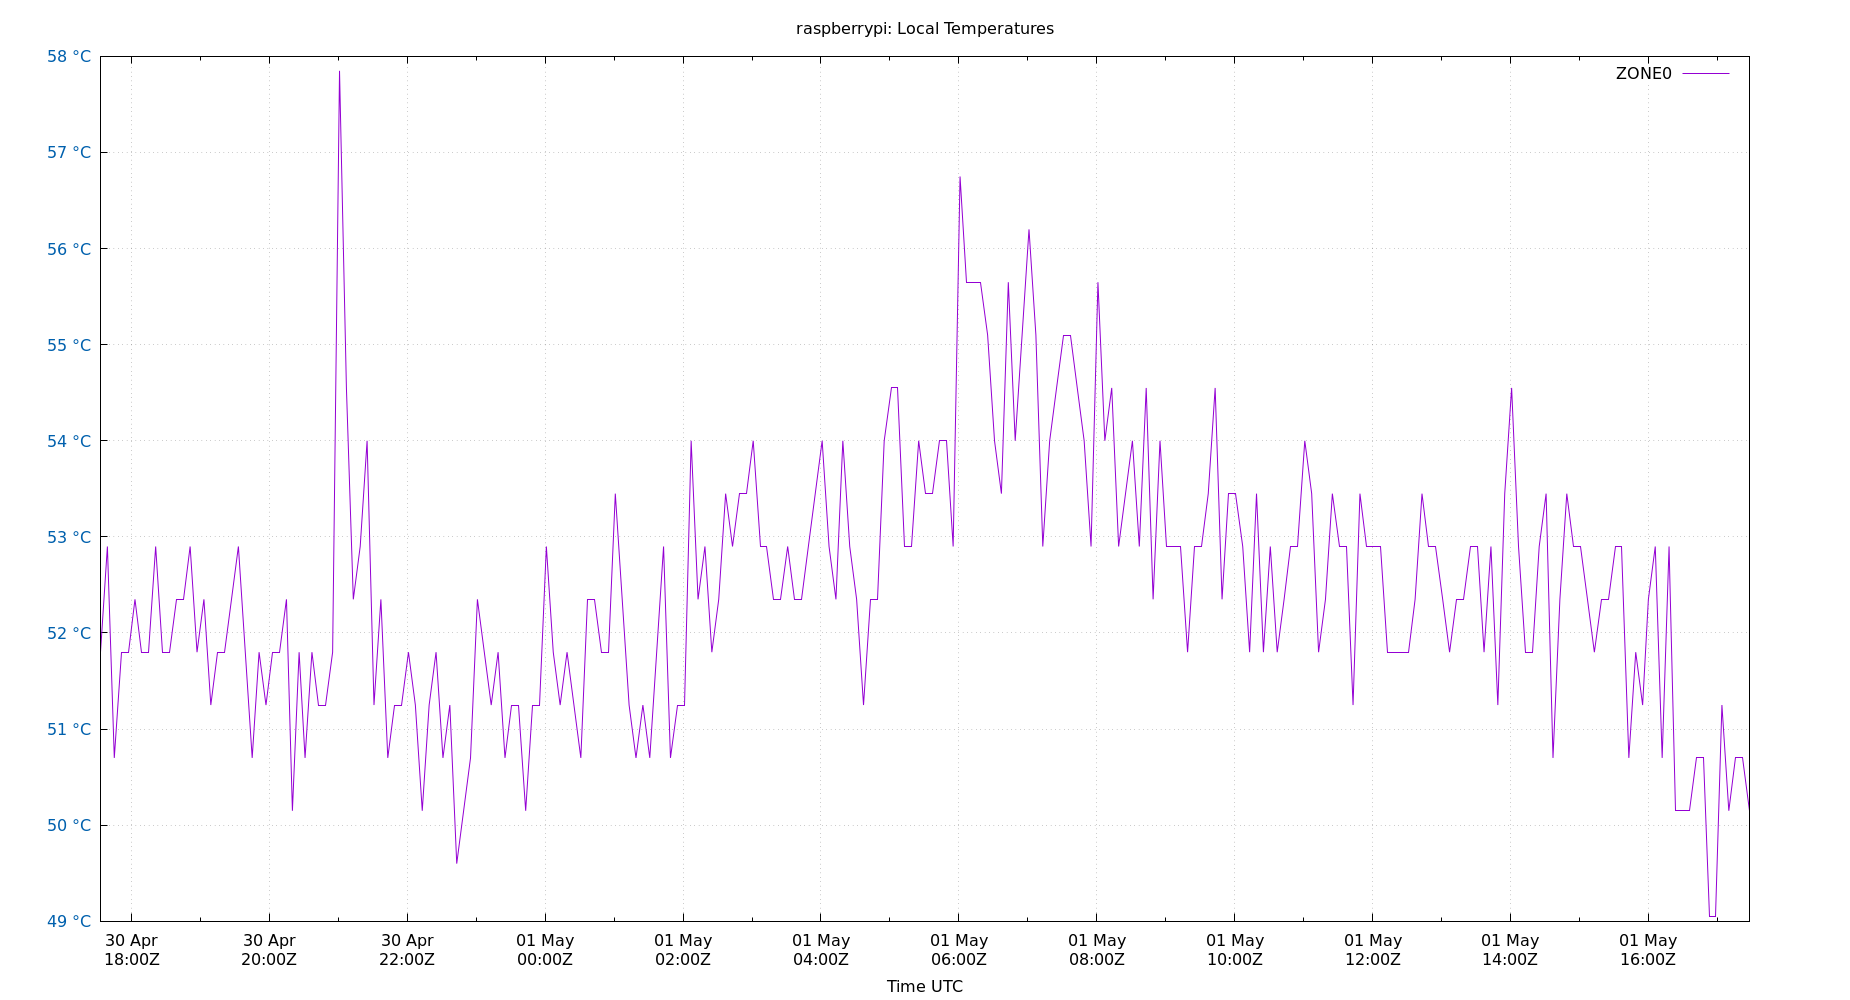 raspberrypi: Local Temperatures
58 °C
ZONE0
57 °C
56 °C
55 °C
54 °C
53 °C
52 °C
51 °C
50 °C
49 °C
30 Apr 30 Apr 30 Apr 01 May 01 May 01 May 01 May 01 May 01 May 01 May 01 May 01 May
18:00Z 20:00Z 22:00Z 00:00Z 02:00Z 04:00Z 06:00Z 08:00Z 10:00Z 12:00Z 14:00Z 16:00Z
Time UTC